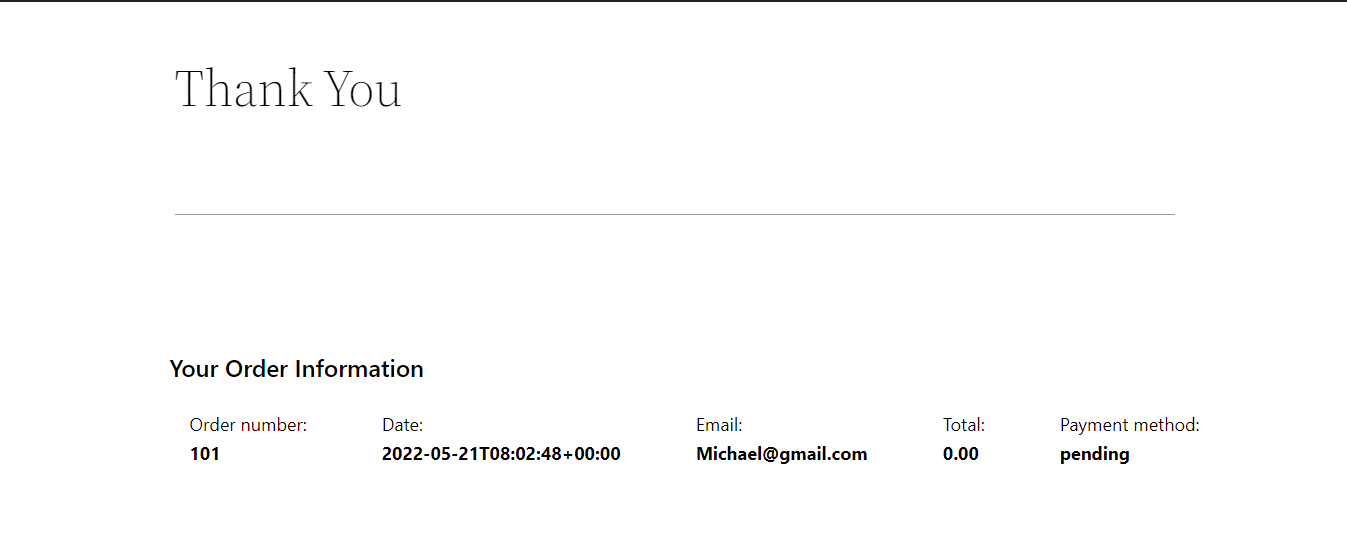 Thank You
Your Order Information
Order number: Date: Email: Total: Payment method:
101 2022-05-21T08:02:48+00:00 Michael@gmail.com 0.00 pending